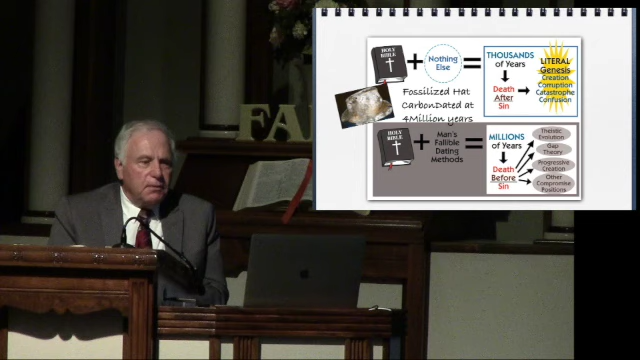 HOLY
BIBLE
+
Nothing
Else
=
THOUSANDS
of Years
Death
After
Sin
LITERAL
Genesis
Creation
Corruption
Catastrophe
Confusion
Fossilized Hat
CarbonDated at
4Million years
HOLY
BIBLE
+
Man's
Fallible
Dating
Methods
=
MILLIONS
of Years
Death
Before
Sin
Theistic
Evolution
Gap
Theory
Progressive
Creation
Other
Compromise
Positions
FA